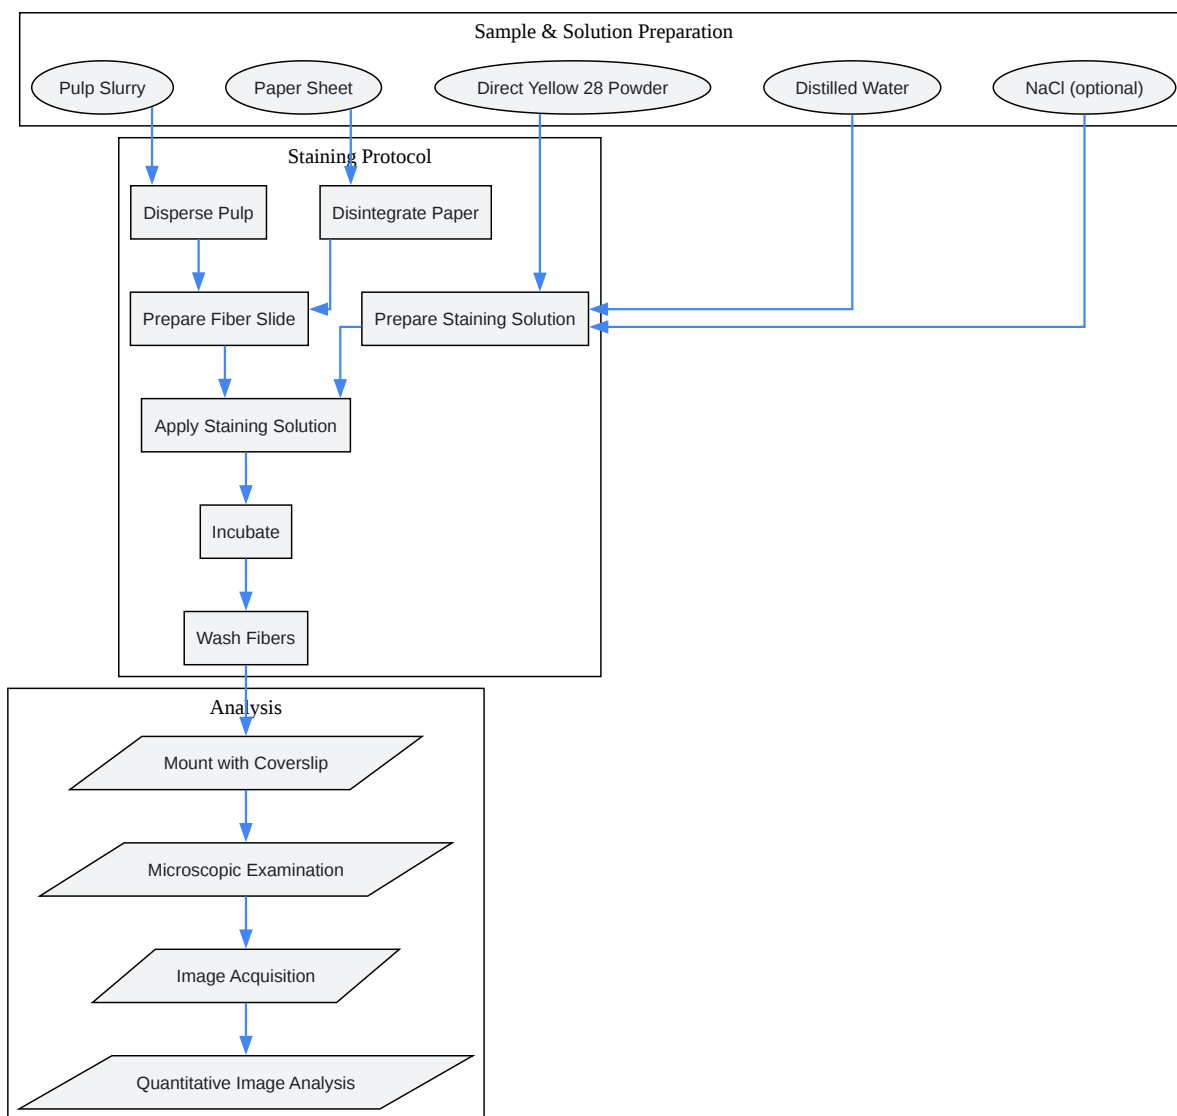 Sample & Solution Preparation
Pulp Slurry
Paper Sheet
Direct Yellow 28 Powder
Distilled Water
NaCl (optional)
Staining Protocol
Disperse Pulp
Disintegrate Paper
Prepare Fiber Slide
Prepare Staining Solution
Apply Staining Solution
Incubate
Wash Fibers
Analysis
Mount with Coverslip
Microscopic Examination
Image Acquisition
Quantitative Image Analysis